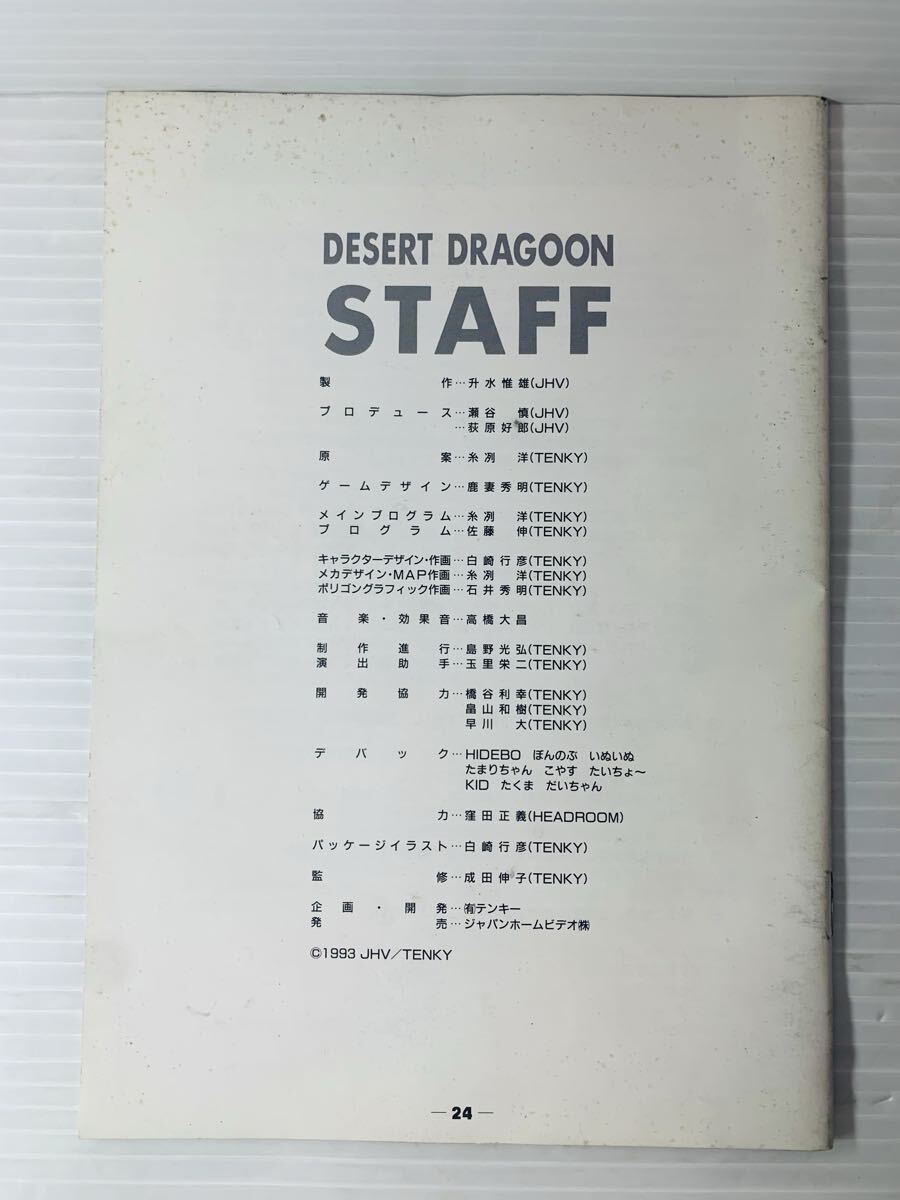 DESERT DRAGOON
STAFF
製作…升水惟雄(JHV)
プロデュース…瀬谷 慎(JHV)
…荻原好郎(JHV)
原案…糸冽 洋(TENKY)
ゲームデザイン…鹿妻秀明(TENKY)
メインプログラム…糸冽 洋(TENKY)
プログラム…佐藤 伸(TENKY)
キャラクターデザイン・作画…白崎行彦(TENKY)
メカデザイン・MAP作画…糸冽 洋(TENKY)
ポリゴングラフィック作画…石井秀明(TENKY)
音楽・効果音…高橋大昌
制作進行…島野光弘(TENKY)
演出助手…玉里栄二(TENKY)
開発協力…橋谷利幸(TENKY)
畠山和樹(TENKY)
早川 大(TENKY)
デバック…HIDEBO ぼんのぶ いぬいぬ
たまりちゃん こやす たいちょ〜
KID たくま だいちゃん
協力…窪田正義(HEADROOM)
パッケージイラスト…白崎行彦(TENKY)
監修…成田伸子(TENKY)
企画・開発…㈲テンキー
発売…ジャパンホームビデオ㈱
©1993 JHV／TENKY
— 24 —